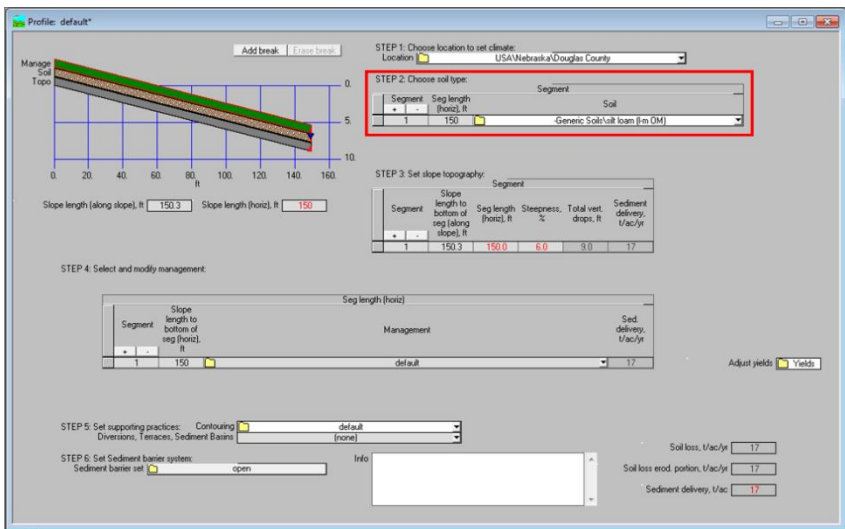 Profile: default*
Add break Erase break
Manage
Soil
Topo
0.
5.
10.
0. 20. 40. 60. 80. 100. 120. 140. 160.
ft
Slope length (along slope), ft 150.3 Slope length (horiz), ft 150
STEP 1: Choose location to set climate:
Location USA\Nebraska\Douglas County
STEP 2: Choose soil type:
Segment
Segment Seg length (horiz), ft Soil
+ -
1 150 -Generic Soils\silt loam (l-m OM)
STEP 3: Set slope topography:
Segment
Segment Slope length to bottom of seg (along slope), ft Seg length (horiz), ft Steepness, % Total vert. drops, ft Sediment delivery, t/ac/yr
+ -
1 150.3 150.0 6.0 9.0 17
STEP 4: Select and modify management:
Seg length (horiz)
Segment Slope length to bottom of seg (horiz), ft Management Sed. delivery, t/ac/yr
+ -
1 150 default 17
Adjust yields Yields
STEP 5: Set supporting practices: Contouring default
Diversions, Terraces, Sediment Basins (none)
STEP 6: Set Sediment barrier system:
Sediment barrier set open
Info
Soil loss, t/ac/yr 17
Soil loss erod. portion, t/ac/yr 17
Sediment delivery, t/ac 17